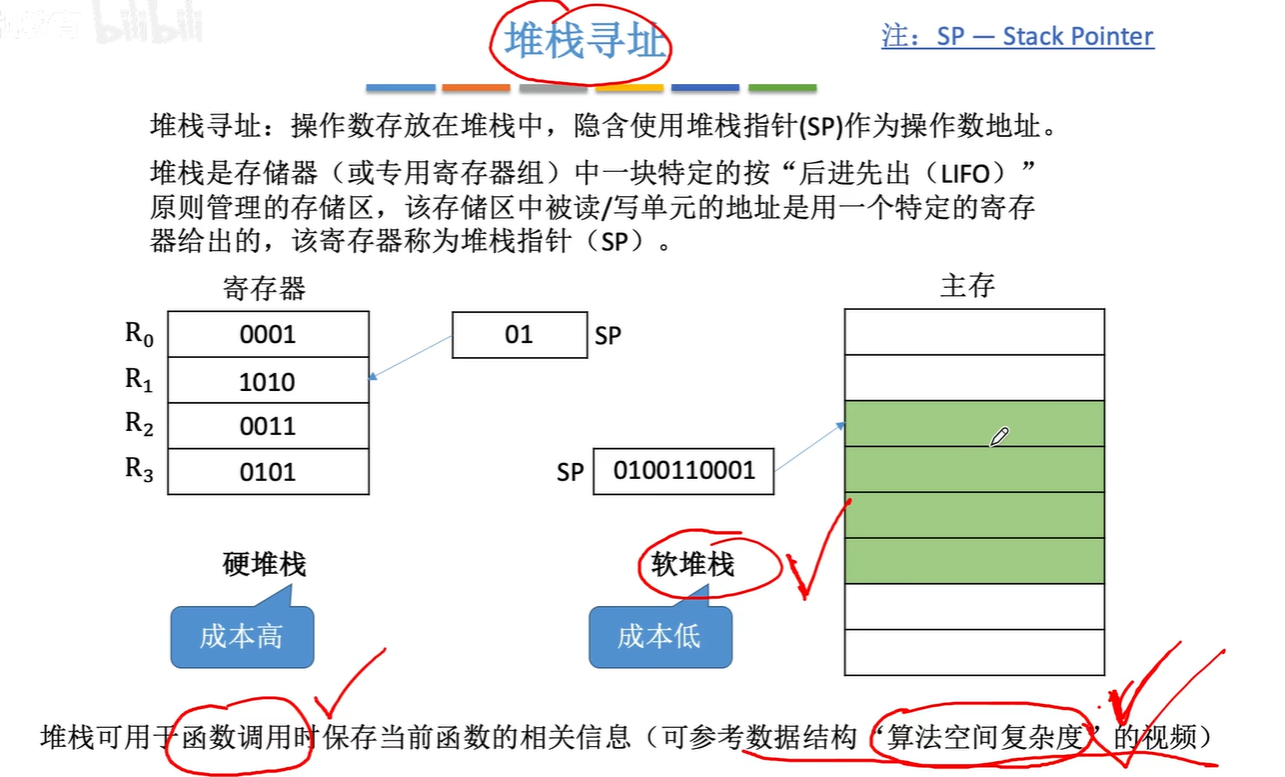 bilibili
堆栈寻址
注：SP — Stack Pointer
堆栈寻址：操作数存放在堆栈中，隐含使用堆栈指针(SP)作为操作数地址。
堆栈是存储器（或专用寄存器组）中一块特定的按“后进先出（LIFO）”
原则管理的存储区，该存储区中被读/写单元的地址是用一个特定的寄存
器给出的，该寄存器称为堆栈指针（SP）。
寄存器
主存
R₀ 0001
01 SP
R₁ 1010
R₂ 0011
R₃ 0101
SP 0100110001
硬堆栈
软堆栈
成本高
成本低
堆栈可用于函数调用时保存当前函数的相关信息（可参考数据结构“算法空间复杂度”的视频）